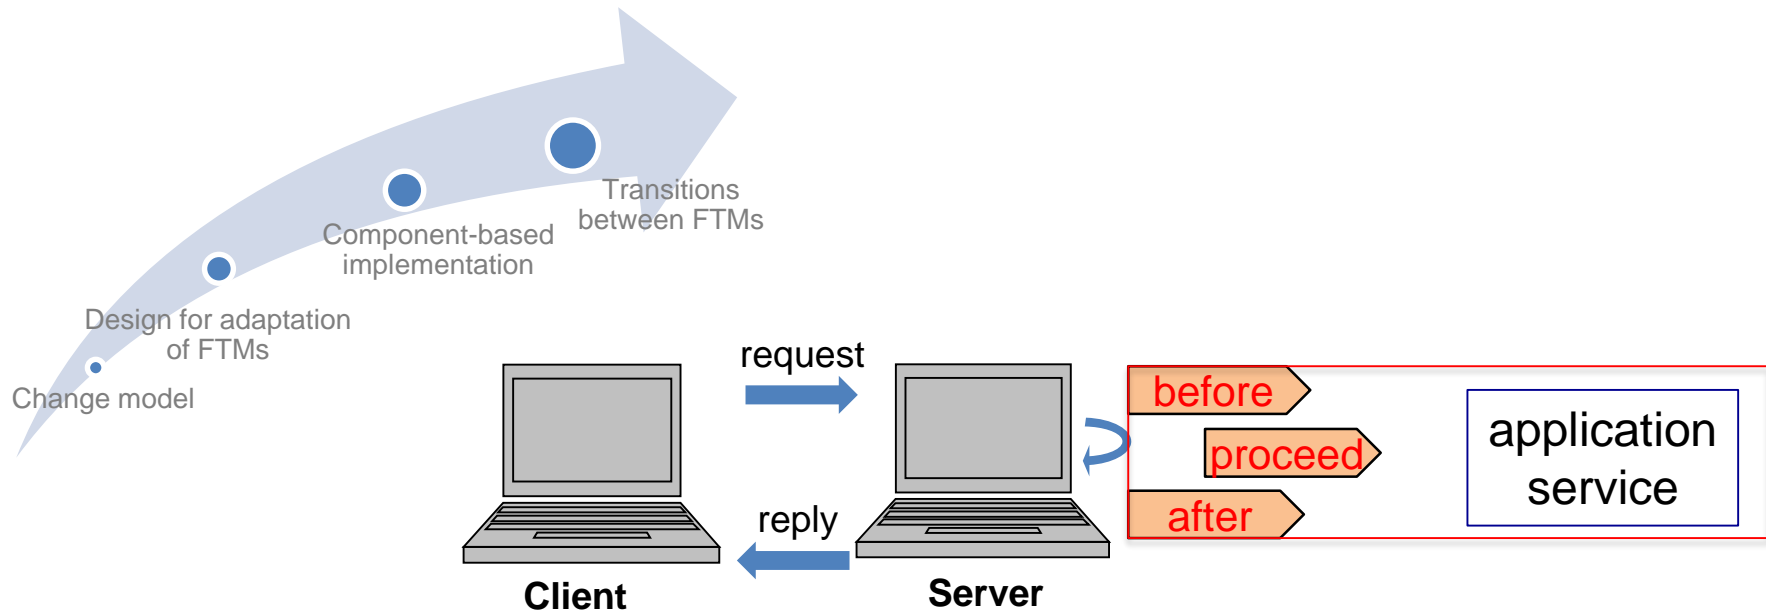 Transitions
between FTMs
Component-based
implementation
Design for adaptation
of FTMs
Change model
request
reply
Client
Server
before
proceed
after
application
service